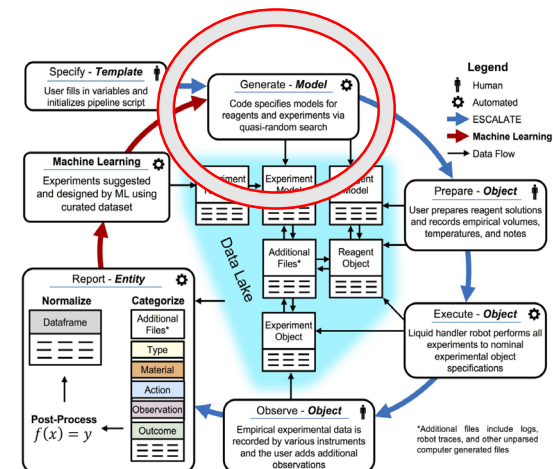 Specify - Template
User fills in variables and
initializes pipeline script
Generate - Model
Code specifies models for
reagents and experiments via
quasi-random search
Legend
Human
Automated
ESCALATE
Machine Learning
Data Flow
Machine Learning
Experiments suggested
and designed by ML using
curated dataset
Experiment
Model
Model
Prepare - Object
User prepares reagent solutions
and records empirical volumes,
temperatures, and notes
Data Lake
Additional
Files*
Reagent
Object
Experiment
Object
Report - Entity
Normalize
Dataframe
Post-Process
f(x) = y
Categorize
Additional
Files*
Type
Material
Action
Observation
Outcome
Execute - Object
Liquid handler robot performs all
experiments to nominal
experimental object
specifications
Observe - Object
Empirical experimental data is
recorded by various instruments
and the user adds additional
observations
*Additional files include logs,
robot traces, and other unparsed
computer generated files